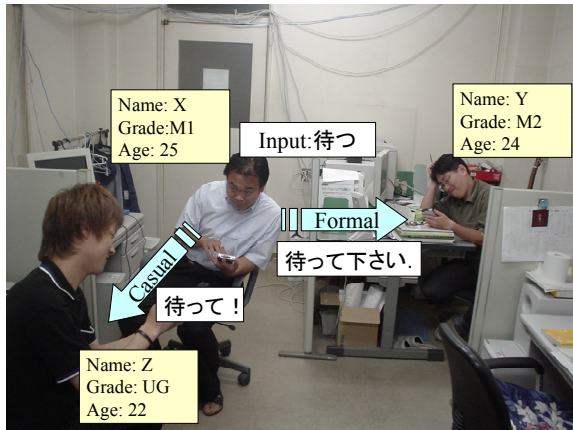 Name: X
Grade:M1
Age: 25
Name: Y
Grade: M2
Age: 24
Input:待つ
Formal
待って下さい.
Casual
待って！
Name: Z
Grade: UG
Age: 22